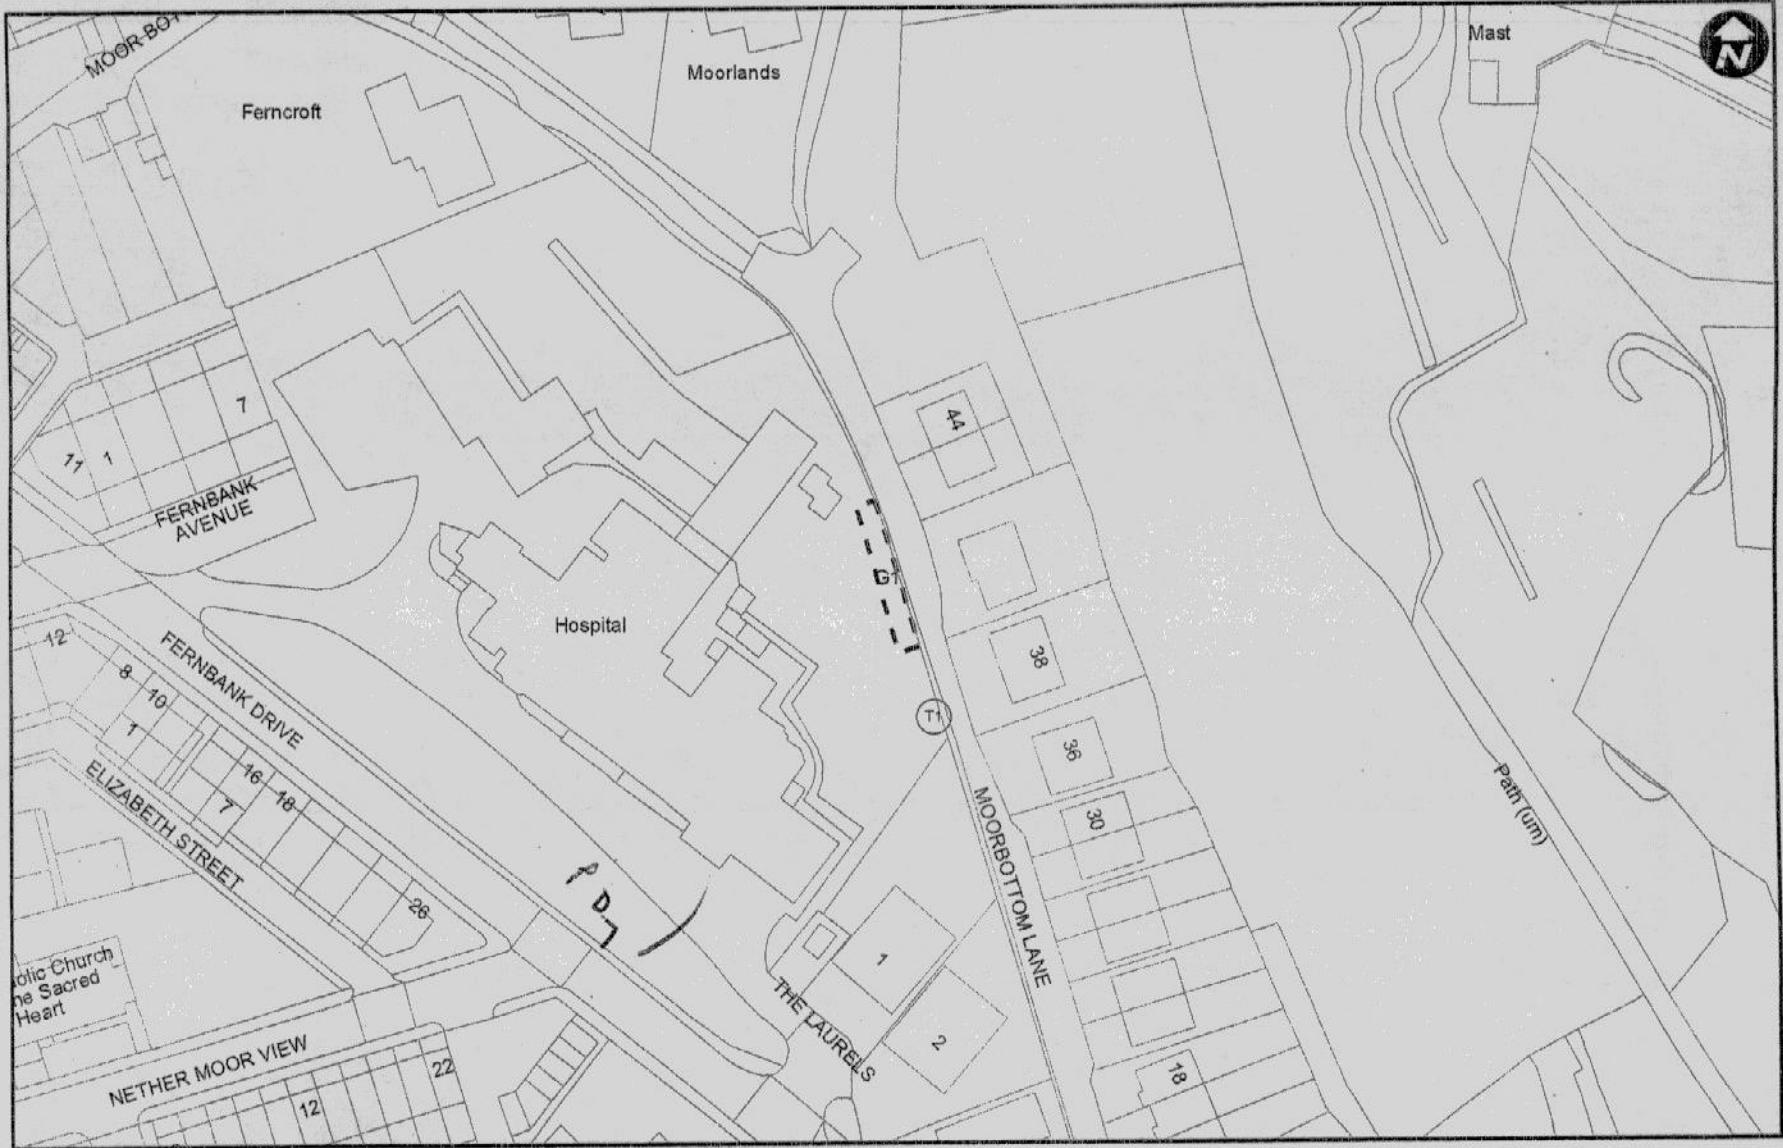 MOOR BOT
Ferncroft
Moorlands
Mast
N
7
11
1
FERNBANK
AVENUE
44
G1
Hospital
38
T1
36
30
12
8
10
1
FERNBANK DRIVE
16
18
7
ELIZABETH STREET
26
Path (um)
MOORBOTTOM LANE
P
D
1
THE LAURELS
2
18
olic Church
he Sacred
Heart
NETHER MOOR VIEW
22
12